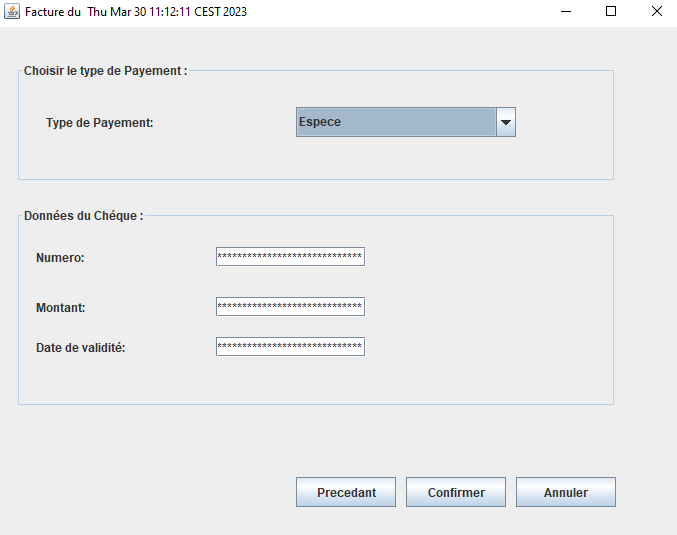 Facture du  Thu Mar 30 11:12:11 CEST 2023
Choisir le type de Payement :
Type de Payement:
Espece
Données du Chéque :
Numero:
*****************************
Montant:
*****************************
Date de validité:
*****************************
Precedant
Confirmer
Annuler